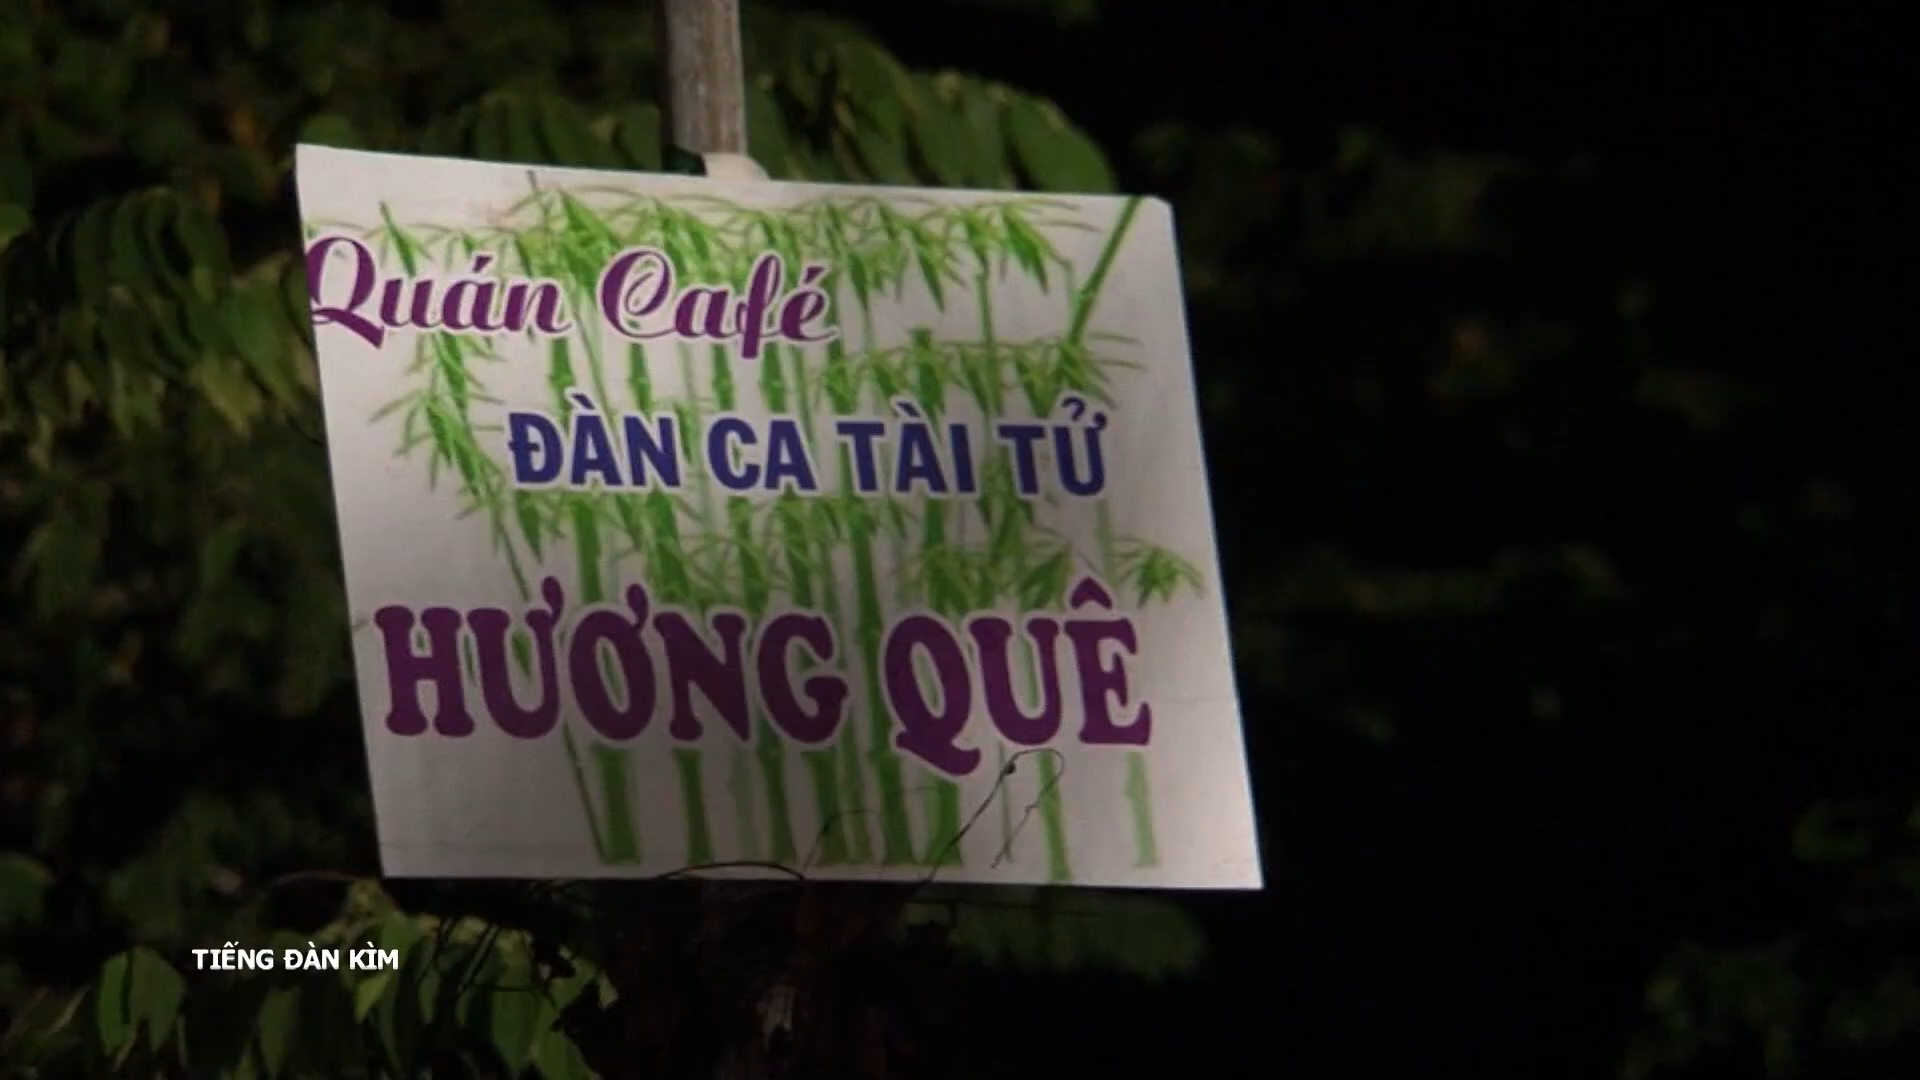 Quán Café
ĐÀN CA TÀI TỬ
HƯƠNG QUÊ
TIẾNG ĐÀN KÌM